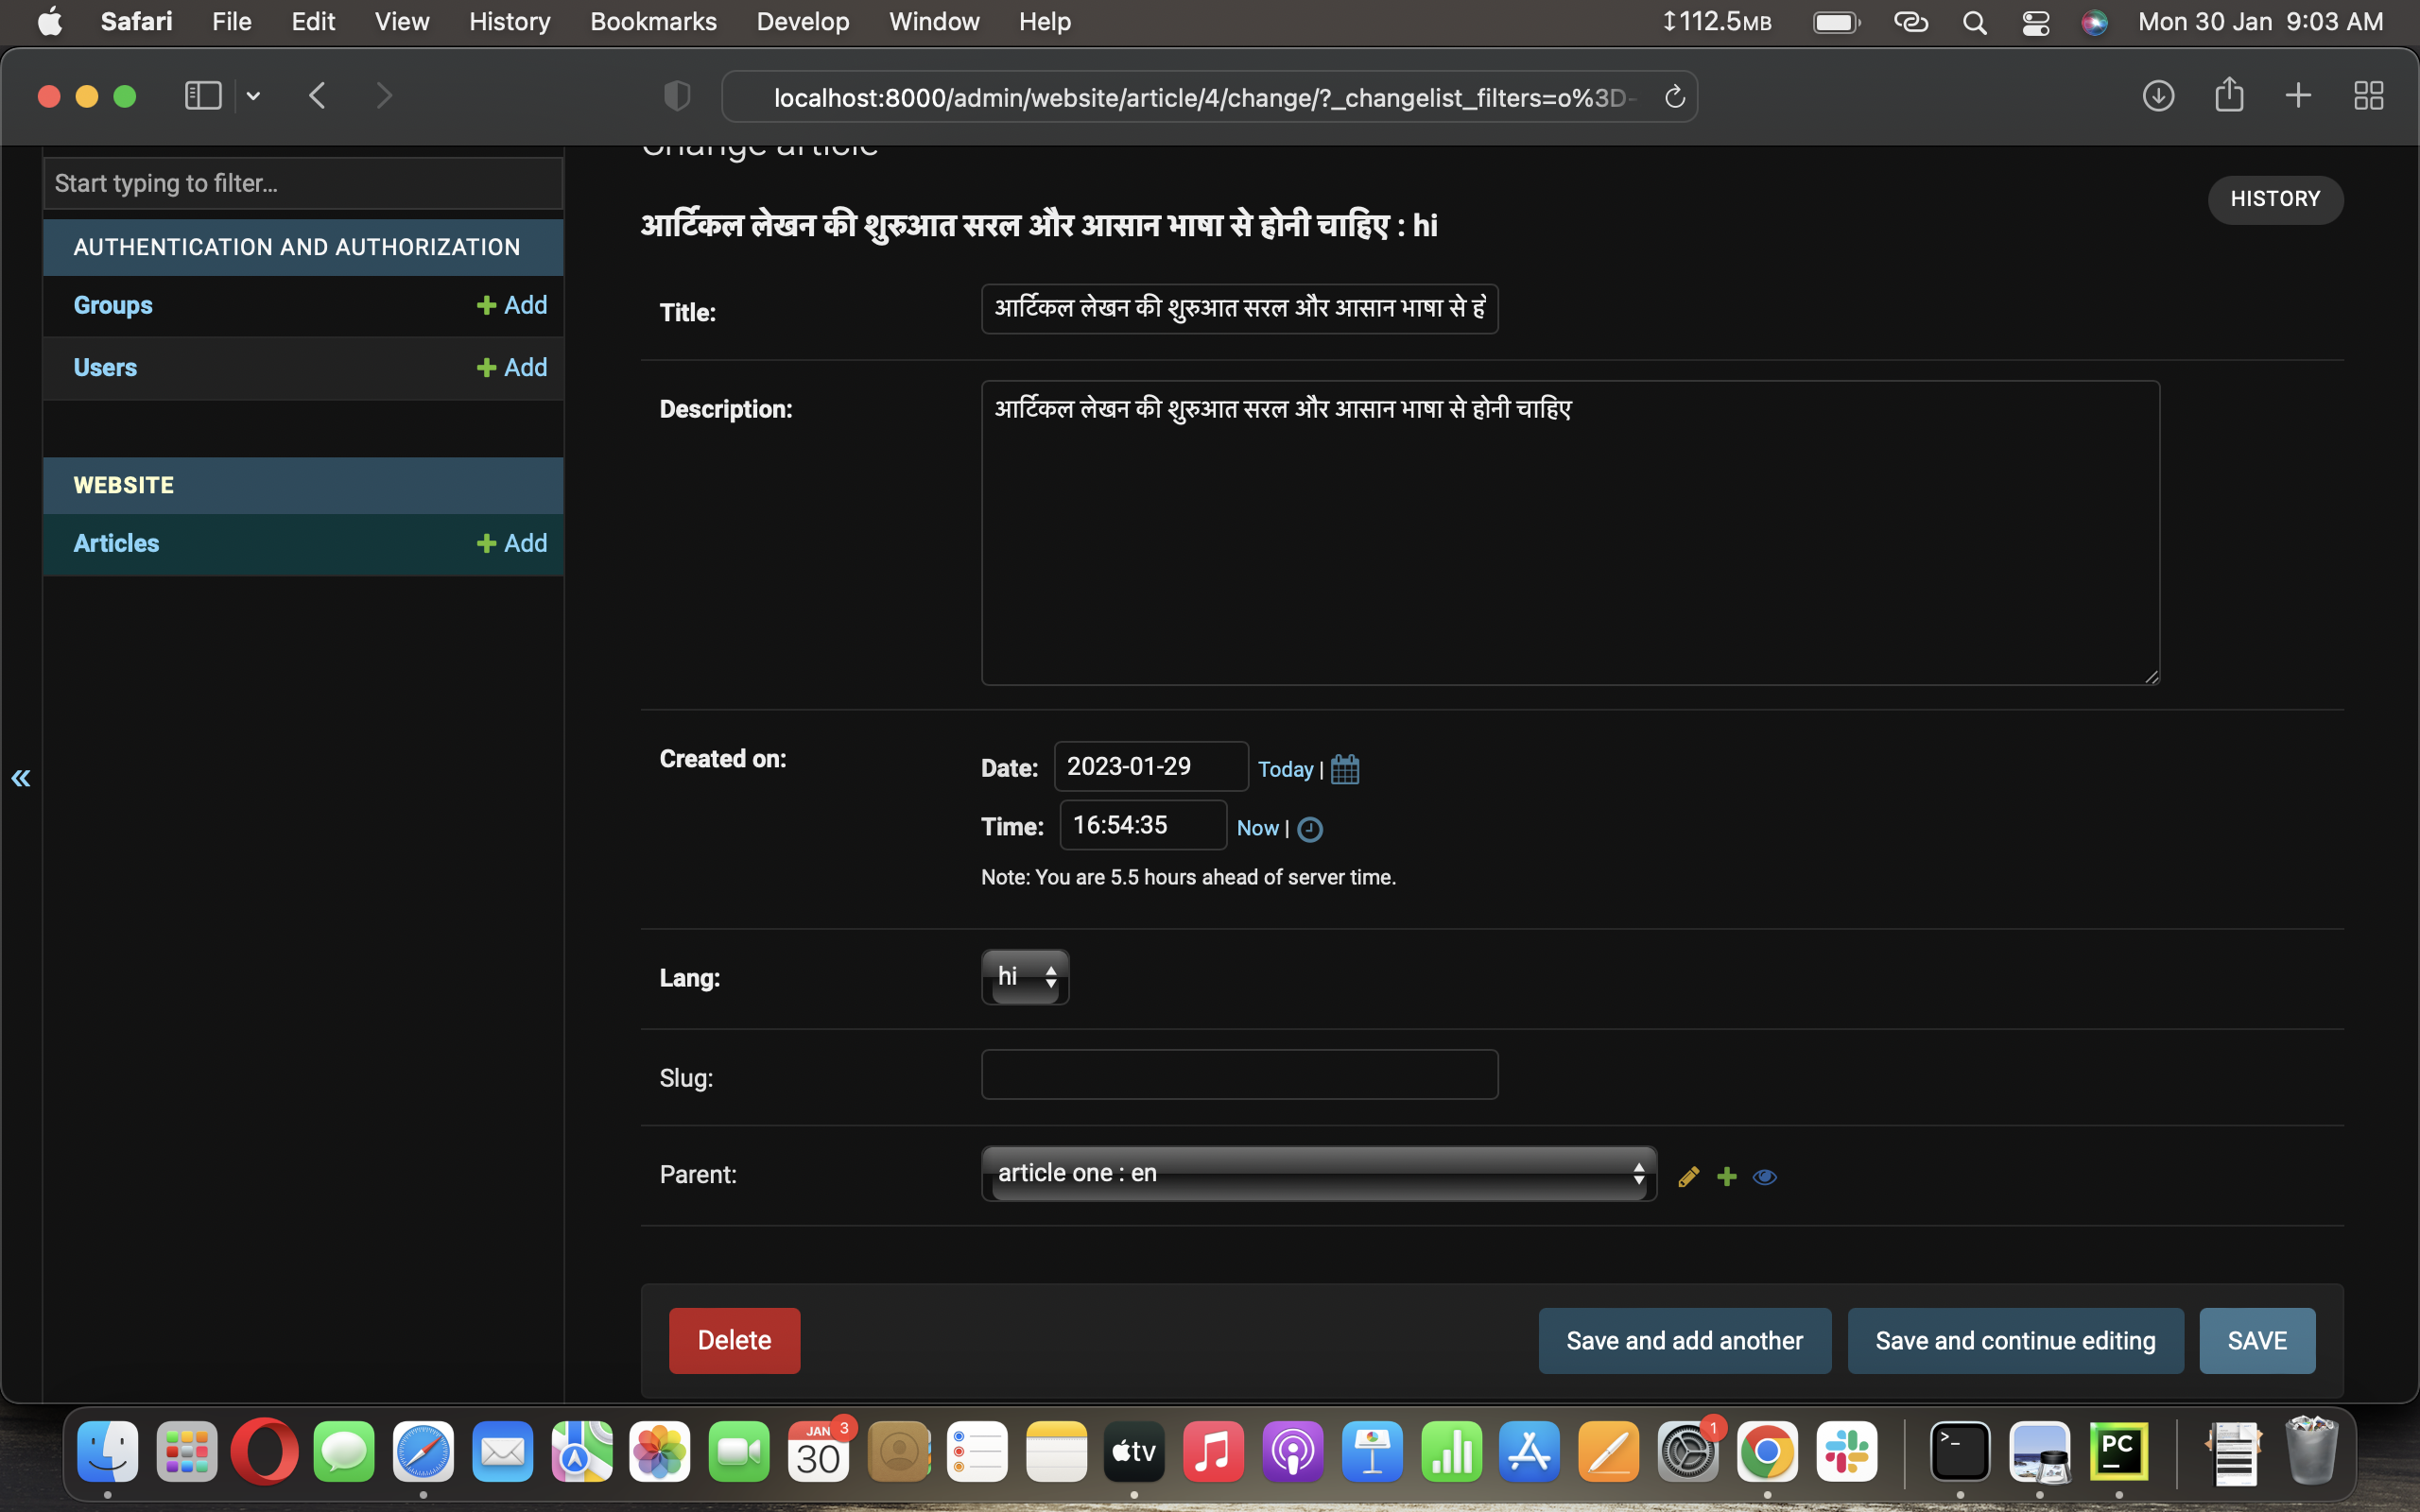 Safari File Edit View History Bookmarks Develop Window Help 112.5MB Mon 30 Jan 9:03 AM
localhost:8000/admin/website/article/4/change/?_changelist_filters=o%3D-
Change article
Start typing to filter...
HISTORY
आर्टिकल लेखन की शुरुआत सरल और आसान भाषा से होनी चाहिए : hi
AUTHENTICATION AND AUTHORIZATION
Groups Add
Users Add
WEBSITE
Articles Add
«
Title: आर्टिकल लेखन की शुरुआत सरल और आसान भाषा से हो
Description: आर्टिकल लेखन की शुरुआत सरल और आसान भाषा से होनी चाहिए
Created on: Date: 2023-01-29 Today |
Time: 16:54:35 Now |
Note: You are 5.5 hours ahead of server time.
Lang: hi
Slug:
Parent: article one : en
Delete Save and add another Save and continue editing SAVE
JAN 3
30
tv
1
>_
PC